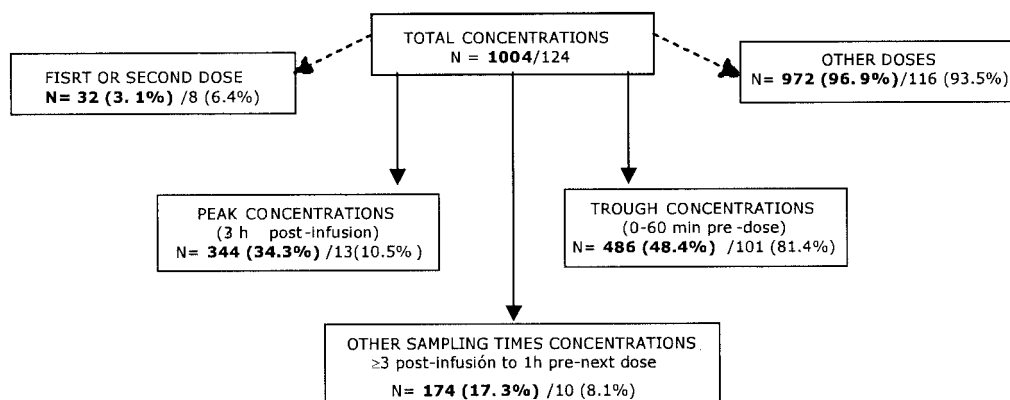 TOTAL CONCENTRATIONS
N = 1004/124
FISRT OR SECOND DOSE
N= 32 (3. 1%) /8 (6.4%)
OTHER DOSES
N= 972 (96. 9%)/116 (93.5%)
PEAK CONCENTRATIONS
(3 h post-infusion)
N= 344 (34.3%) /13(10.5% )
TROUGH CONCENTRATIONS
(0-60 min pre-dose)
N= 486 (48.4%) /101 (81.4%)
OTHER SAMPLING TIMES CONCENTRATIONS
≥3 post-infusión to 1h pre-next dose
N= 174 (17. 3%) /10 (8.1%)